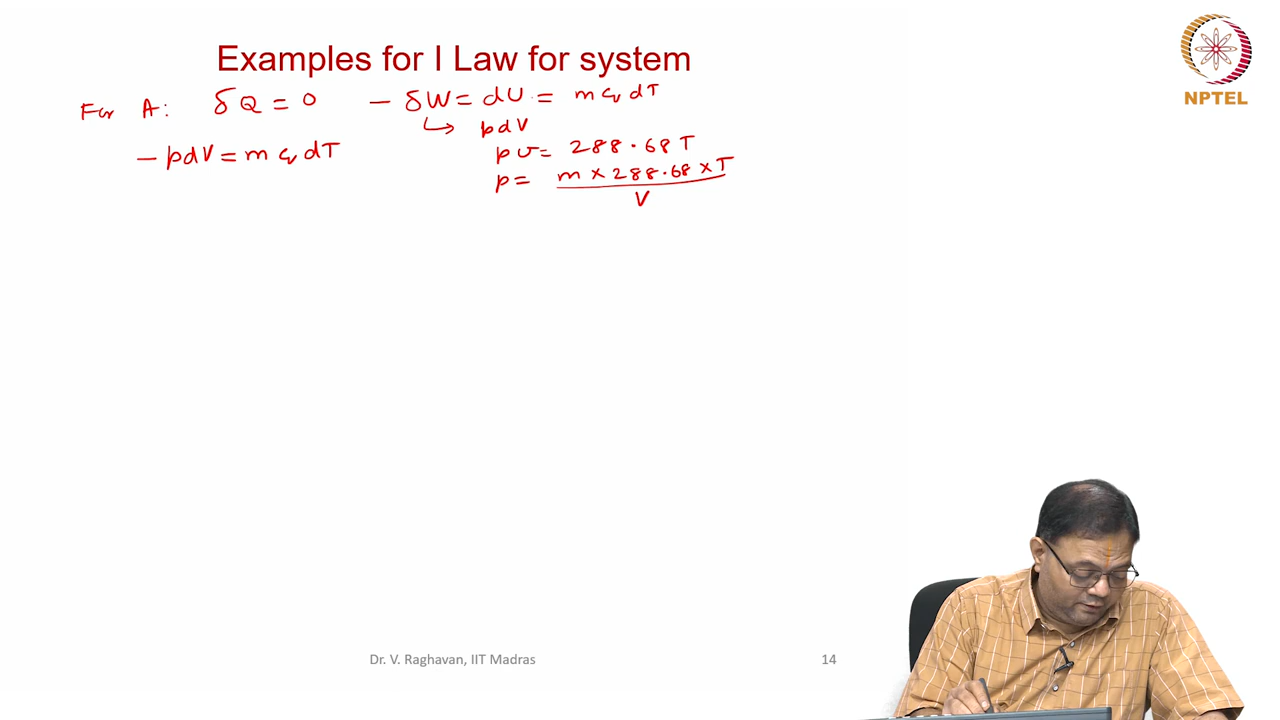 Examples for I Law for system
For A: δQ = 0 − δW = dU = m cv dT
↳ pdV
− pdV = m cv dT
pv = 288.68 T
p = m × 288.68 × T / V
NPTEL
Dr. V. Raghavan, IIT Madras 14